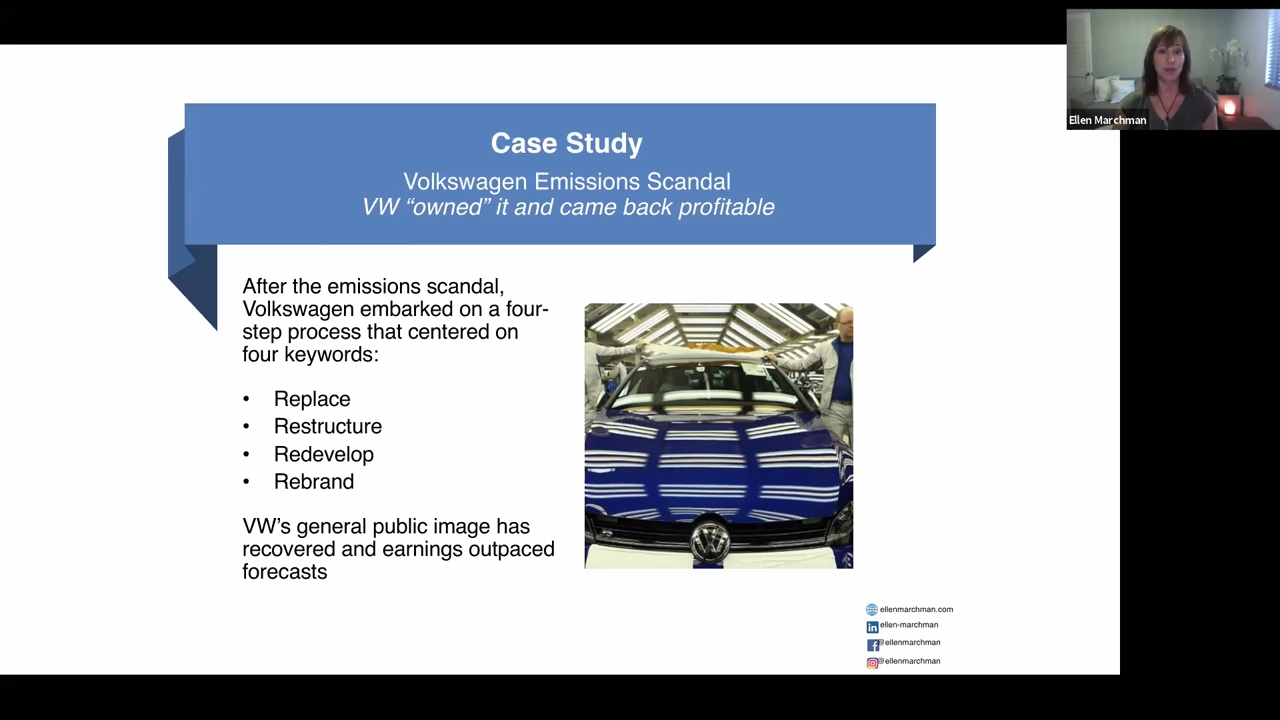 Ellen Marchman
Case Study
Volkswagen Emissions Scandal
VW “owned” it and came back profitable
After the emissions scandal,
Volkswagen embarked on a four-
step process that centered on
four keywords:
• Replace
• Restructure
• Redevelop
• Rebrand
VW’s general public image has
recovered and earnings outpaced
forecasts
ellenmarchman.com
in ellen-marchman
f @ellenmarchman
@ellenmarchman